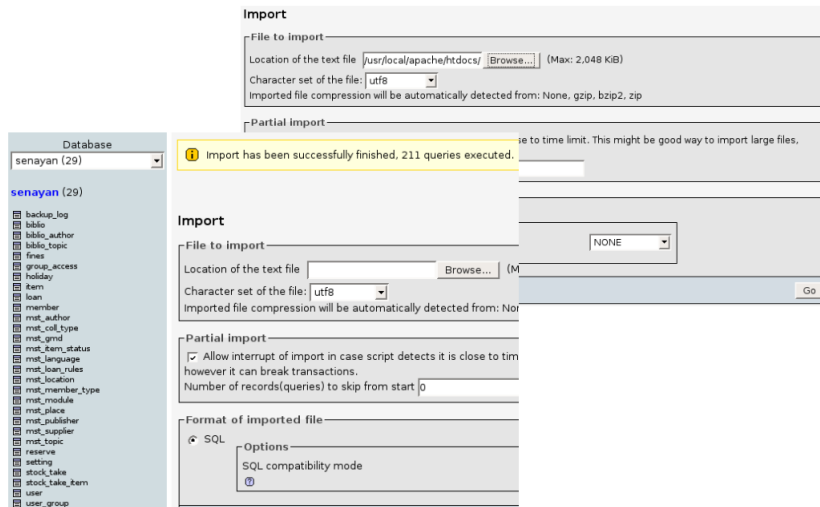 Import
File to import
Location of the text file /usr/local/apache/htdocs/ Browse... (Max: 2,048 KiB)
Character set of the file: utf8
Imported file compression will be automatically detected from: None, gzip, bzip2, zip
Partial import
se to time limit. This might be good way to import large files,
NONE
Go
Database
senayan (29)
senayan (29)
backup_log
biblio
biblio_author
biblio_topic
fines
group_access
holiday
item
loan
member
mst_author
mst_coll_type
mst_gmd
mst_item_status
mst_language
mst_loan_rules
mst_location
mst_member_type
mst_module
mst_place
mst_publisher
mst_supplier
mst_topic
reserve
setting
stock_take
stock_take_item
user
user_group
Import has been successfully finished, 211 queries executed.
Import
File to import
Location of the text file Browse... (M
Character set of the file: utf8
Imported file compression will be automatically detected from: Nor
Partial import
Allow interrupt of import in case script detects it is close to tim
however it can break transactions.
Number of records(queries) to skip from start 0
Format of imported file
SQL
Options
SQL compatibility mode